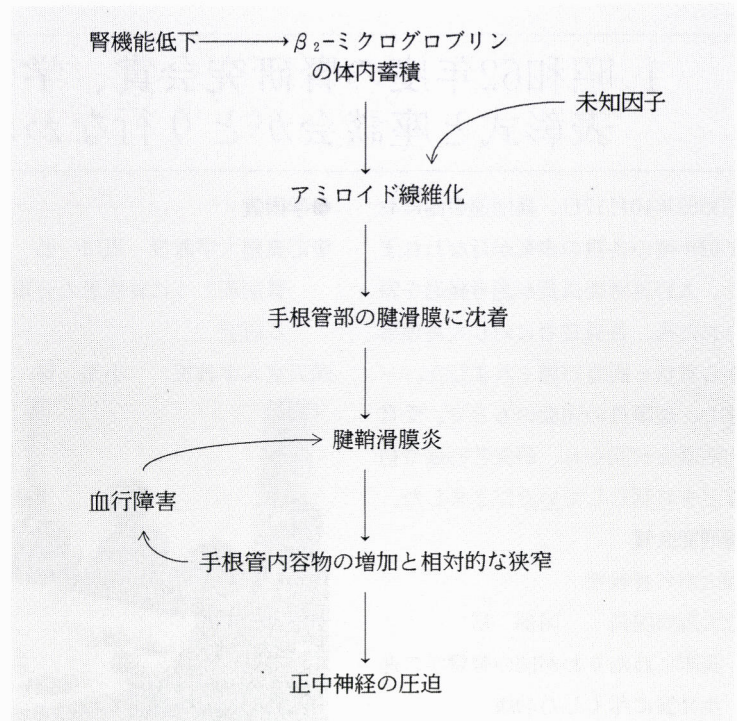 腎機能低下→β₂-ミクログロブリン
の体内蓄積
未知因子
アミロイド線維化
手根管部の腱滑膜に沈着
腱鞘滑膜炎
血行障害
手根管内容物の増加と相対的な狭窄
正中神経の圧迫